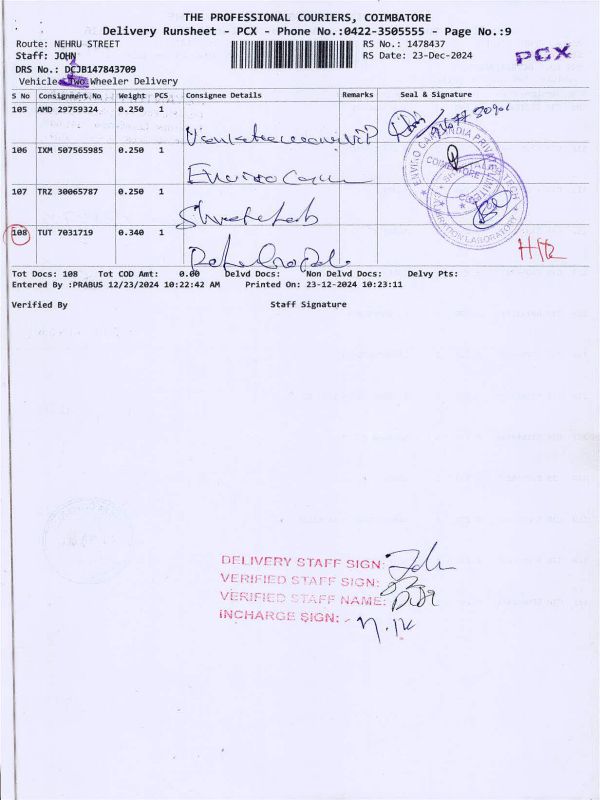 THE PROFESSIONAL COURIERS, COIMBATORE
Delivery Runsheet - PCX - Phone No.:0422-3505555 - Page No.:9
Route: NEHRU STREET
RS No.: 1478437
Staff: JOHN
RS Date: 23-Dec-2024
PCX
DRS No.: DCJB147843709
Vehicle: Two Wheeler Delivery
S No Consignment No Weight PCS Consignee Details Remarks Seal & Signature
105 AMD 29759324 0.250 1
106 IXM 507565985 0.250 1
107 TRZ 30065787 0.250 1
108 TUT 7031719 0.340 1
Tot Docs: 108 Tot COD Amt: 0.00 Delvd Docs: Non Delvd Docs: Delvy Pts:
Entered By :PRABUS 12/23/2024 10:22:42 AM Printed On: 23-12-2024 10:23:11
Verified By Staff Signature
DELIVERY STAFF SIGN:
VERIFIED STAFF SIGN:
VERIFIED STAFF NAME:
INCHARGE SIGN: